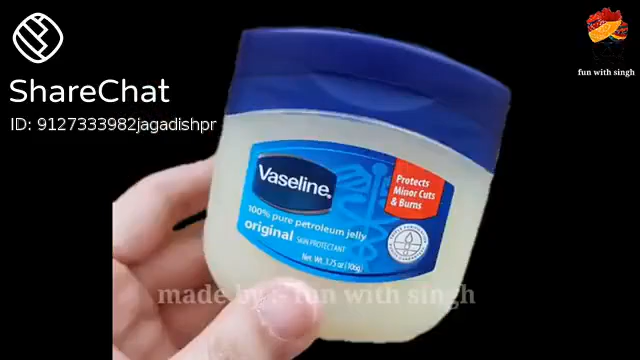 ShareChat
ID: 9127333982jagadishpr
fun with singh
Vaseline.
100% pure petroleum jelly
original SKIN PROTECTANT
Net. Wt. 3.75 oz (106g)
Protects
Minor Cuts
& Burns
made by :- fun with singh